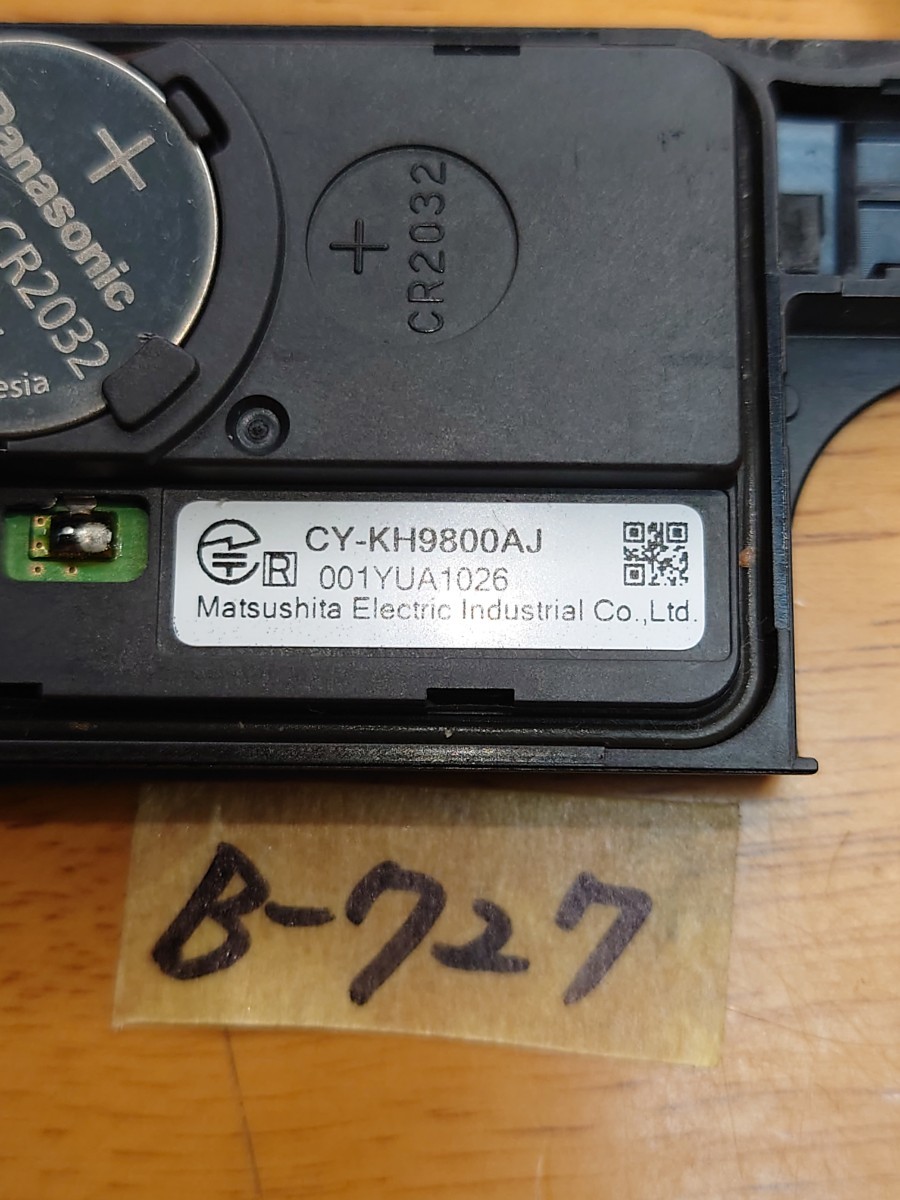 Panasonic
+
CR2032
esia
+
CR2032
R
CY-KH9800AJ
001YUA1026
Matsushita Electric Industrial Co.,Ltd.
B-727